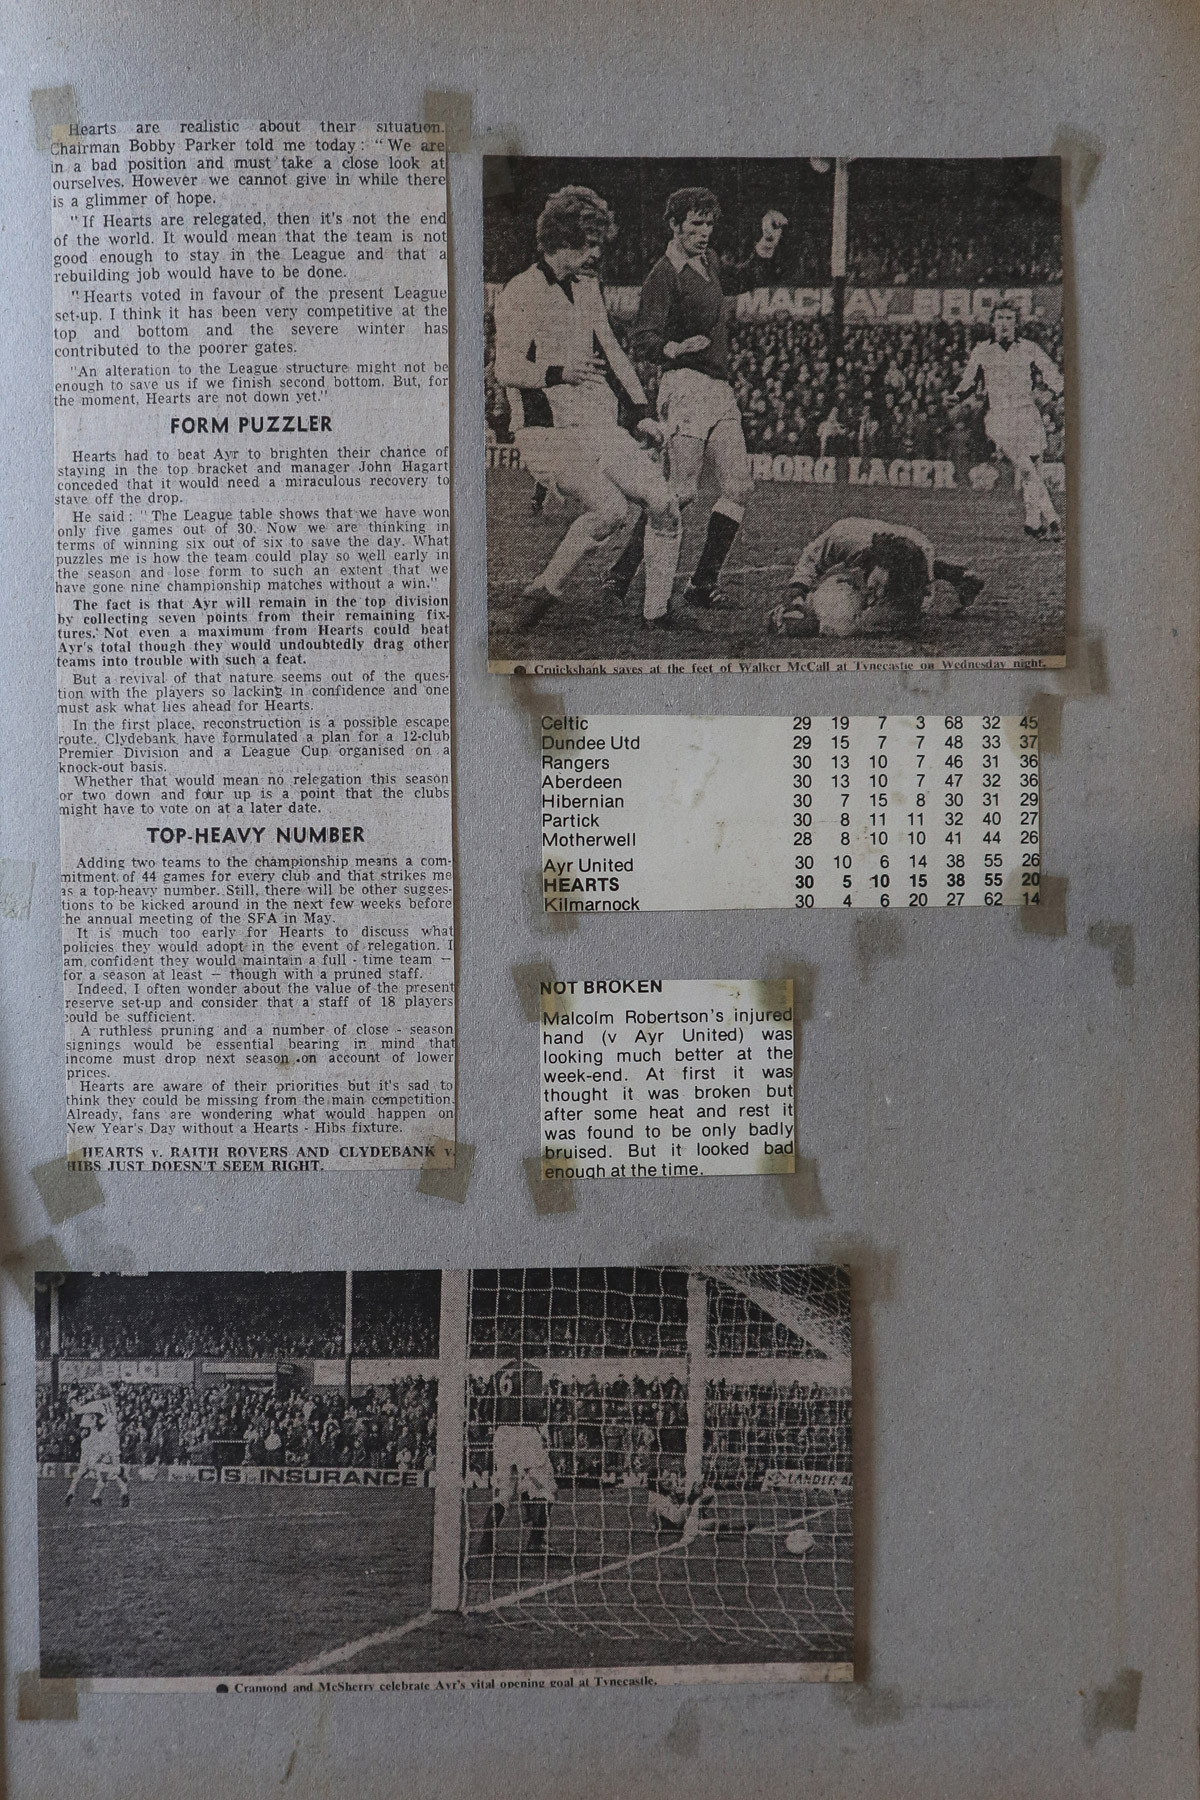 Hearts are realistic about their situation.
Chairman Bobby Parker told me today: "We are
in a bad position and must take a close look at
ourselves. However we cannot give in while there
is a glimmer of hope.
"If Hearts are relegated, then it's not the end
of the world. It would mean that the team is not
good enough to stay in the League and that a
rebuilding job would have to be done.
"Hearts voted in favour of the present League
set-up. I think it has been very competitive at the
top and bottom and the severe winter has
contributed to the poorer gates.
"An alteration to the League structure might not be
enough to save us if we finish second bottom. But, for
the moment, Hearts are not down yet."
FORM PUZZLER
Hearts had to beat Ayr to brighten their chance of
staying in the top bracket and manager John Hagart
conceded that it would need a miraculous recovery to
stave off the drop.
He said: "The League table shows that we have won
only five games out of 30. Now we are thinking in
terms of winning six out of six to save the day. What
puzzles me is how the team could play so well early in
the season and lose form to such an extent that we
have gone nine championship matches without a win."
The fact is that Ayr will remain in the top division
by collecting seven points from their remaining fix-
tures. Not even a maximum from Hearts could beat
Ayr's total though they would undoubtedly drag other
teams into trouble with such a feat.
But a revival of that nature seems out of the ques-
tion with the players so lacking in confidence and one
must ask what lies ahead for Hearts.
In the first place, reconstruction is a possible escape
route. Clydebank have formulated a plan for a 12-club
Premier Division and a League Cup organised on a
knock-out basis.
Whether that would mean no relegation this season
or two down and four up is a point that the clubs
might have to vote on at a later date.
TOP-HEAVY NUMBER
Adding two teams to the championship means a com-
mitment of 44 games for every club and that strikes me
as a top-heavy number. Still, there will be other sugges-
tions to be kicked around in the next few weeks before
the annual meeting of the SFA in May.
It is much too early for Hearts to discuss what
policies they would adopt in the event of relegation. I
am confident they would maintain a full - time team —
for a season at least — though with a pruned staff.
Indeed, I often wonder about the value of the present
reserve set-up and consider that a staff of 18 players
could be sufficient.
A ruthless pruning and a number of close - season
signings would be essential bearing in mind that
income must drop next season on account of lower
prices.
Hearts are aware of their priorities but it's sad to
think they could be missing from the main competition.
Already, fans are wondering what would happen on
New Year's Day without a Hearts - Hibs fixture.
HEARTS v. RAITH ROVERS AND CLYDEBANK v.
HIBS JUST DOESN'T SEEM RIGHT.
MACKAY BROS.
BORG LAGER
Cruickshank saves at the feet of Walker McCall at Tynecastle on Wednesday night.
Celtic 29 19 7 3 68 32 45
Dundee Utd 29 15 7 7 48 33 37
Rangers 30 13 10 7 46 31 36
Aberdeen 30 13 10 7 47 32 36
Hibernian 30 7 15 8 30 31 29
Partick 30 8 11 11 32 40 27
Motherwell 28 8 10 10 41 44 26
Ayr United 30 10 6 14 38 55 26
HEARTS 30 5 10 15 38 55 20
Kilmarnock 30 4 6 20 27 62 14
NOT BROKEN
Malcolm Robertson's injured
hand (v Ayr United) was
looking much better at the
week-end. At first it was
thought it was broken but
after some heat and rest it
was found to be only badly
bruised. But it looked bad
enough at the time.
6
CIS INSURANCE
Cramond and McSherry celebrate Ayr's vital opening goal at Tynecastle.